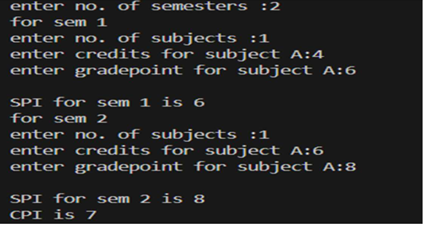 enter no. of semesters :2
for sem 1
enter no. of subjects :1
enter credits for subject A:4
enter gradepoint for subject A:6
SPI for sem 1 is 6
for sem 2
enter no. of subjects :1
enter credits for subject A:6
enter gradepoint for subject A:8
SPI for sem 2 is 8
CPI is 7